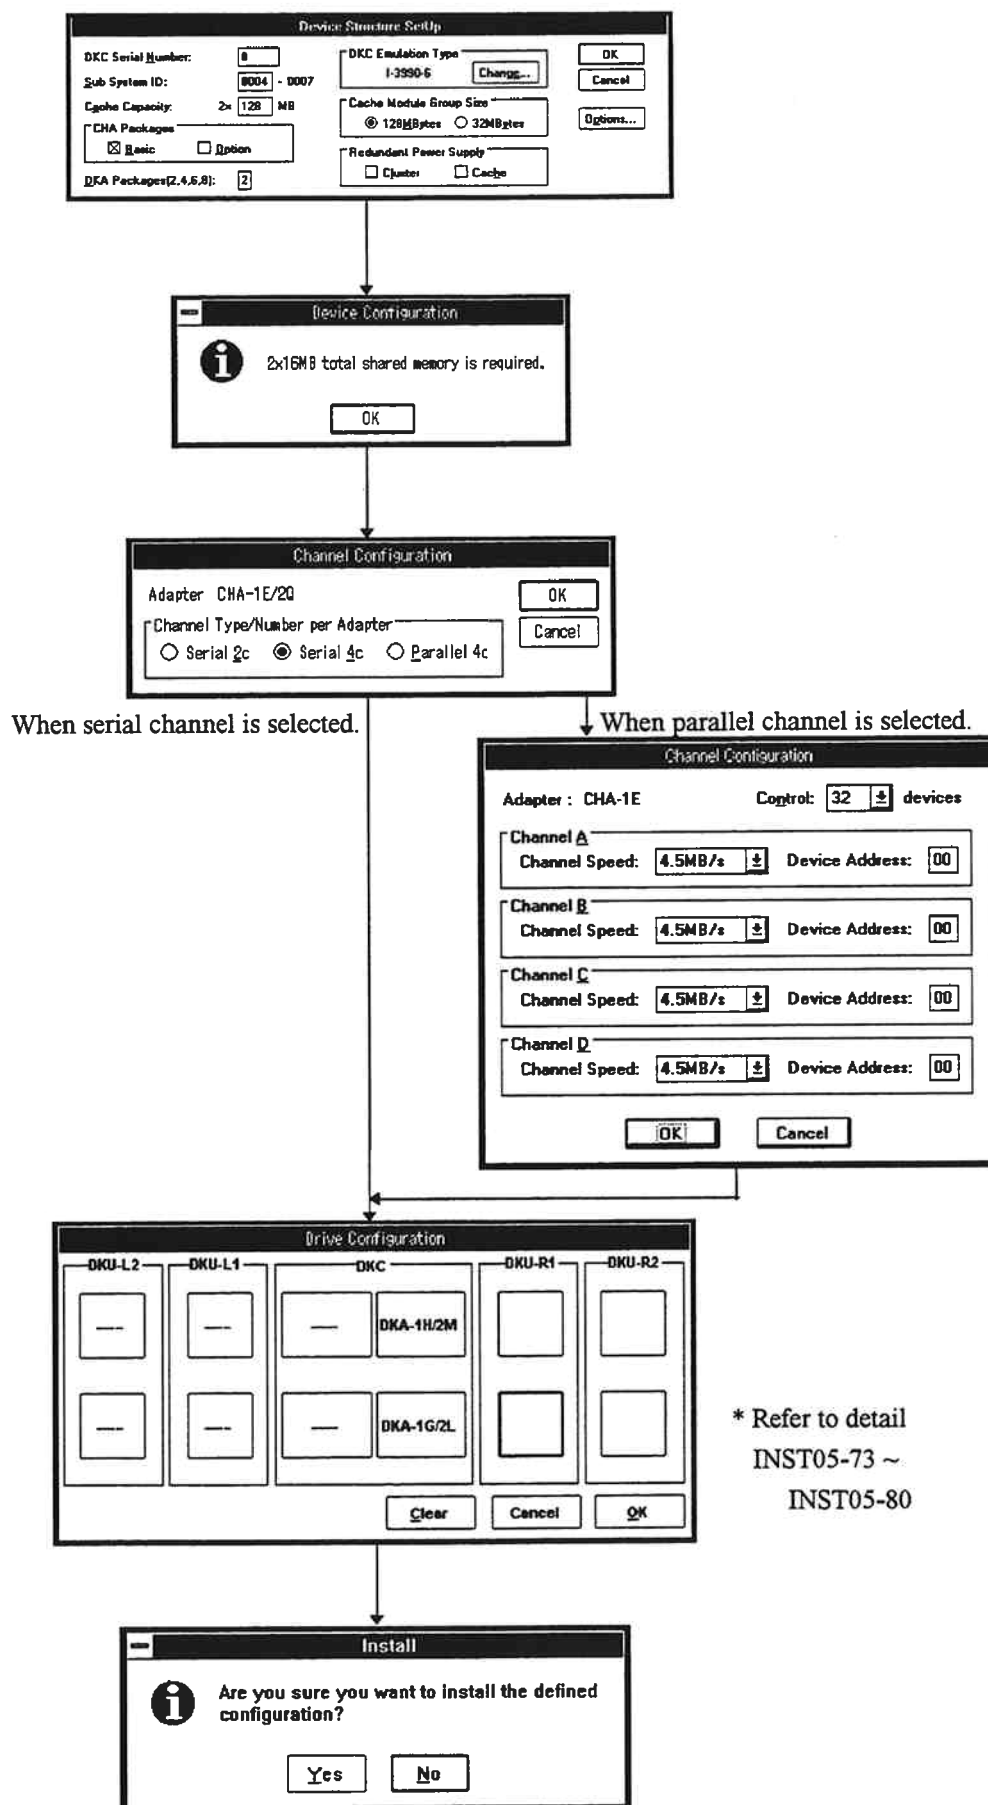 Device Structure SetUp
DKC Serial Number:
Sub System ID: 0004 - 0007
Cache Capacity: 2x 128 MB
CHA Packages
Basic Option
DKA Packages(2,4,6,8): 2
DKC Emulation Type
I-3990-6 Change...
Cache Module Group Size
128MBytes 32MBytes
Redundant Power Supply
Cluster Cache
OK
Cancel
Options...
Device Configuration
2x16MB total shared memory is required.
OK
Channel Configuration
Adapter CHA-1E/2Q
Channel Type/Number per Adapter
Serial 2c Serial 4c Parallel 4c
OK
Cancel
When serial channel is selected.
When parallel channel is selected.
Channel Configuration
Adapter : CHA-1E Control: 32 devices
Channel A
Channel Speed: 4.5MB/s Device Address: 00
Channel B
Channel Speed: 4.5MB/s Device Address: 00
Channel C
Channel Speed: 4.5MB/s Device Address: 00
Channel D
Channel Speed: 4.5MB/s Device Address: 00
OK Cancel
Drive Configuration
DKU-L2 DKU-L1 DKC DKU-R1 DKU-R2
---- ---- ---- DKA-1H/2M
---- ---- ---- DKA-1G/2L
Clear Cancel OK
* Refer to detail
INST05-73 ~
INST05-80
Install
Are you sure you want to install the defined
configuration?
Yes No